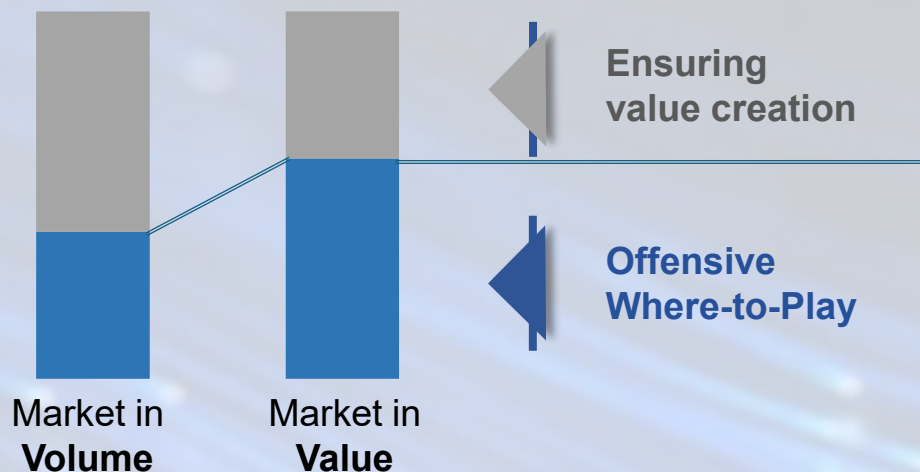 Ensuring
value creation
Offensive
Where-to-Play
Market in
Volume
Market in
Value